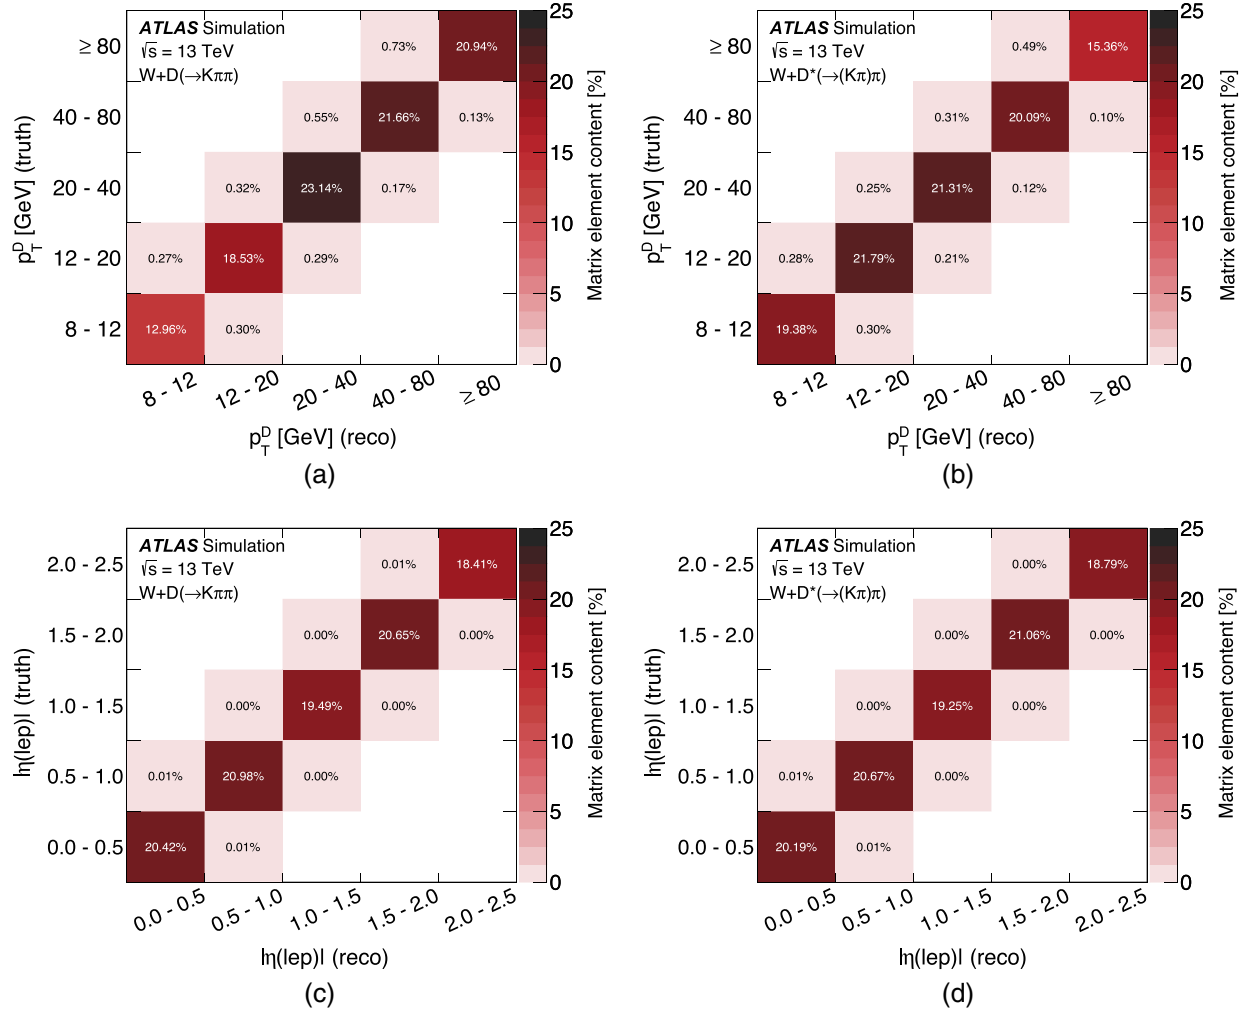 ATLAS Simulation
√s = 13 TeV
W+D(→Kππ)
≥ 80
40 - 80
20 - 40
12 - 20
8 - 12
p_T^D [GeV] (truth)
0.73% 20.94%
0.55% 21.66% 0.13%
0.32% 23.14% 0.17%
0.27% 18.53% 0.29%
12.96% 0.30%
8 - 12 12 - 20 20 - 40 40 - 80 ≥ 80
p_T^D [GeV] (reco)
25
20
15
10
5
0
Matrix element content [%]
(a)
ATLAS Simulation
√s = 13 TeV
W+D*(→(Kπ)π)
≥ 80
40 - 80
20 - 40
12 - 20
8 - 12
p_T^D [GeV] (truth)
0.49% 15.36%
0.31% 20.09% 0.10%
0.25% 21.31% 0.12%
0.28% 21.79% 0.21%
19.38% 0.30%
8 - 12 12 - 20 20 - 40 40 - 80 ≥ 80
p_T^D [GeV] (reco)
25
20
15
10
5
0
Matrix element content [%]
(b)
ATLAS Simulation
√s = 13 TeV
W+D(→Kππ)
2.0 - 2.5
1.5 - 2.0
1.0 - 1.5
0.5 - 1.0
0.0 - 0.5
|η(lep)| (truth)
0.01% 18.41%
0.00% 20.65% 0.00%
0.00% 19.49% 0.00%
0.01% 20.98% 0.00%
20.42% 0.01%
0.0 - 0.5 0.5 - 1.0 1.0 - 1.5 1.5 - 2.0 2.0 - 2.5
|η(lep)| (reco)
25
20
15
10
5
0
Matrix element content [%]
(c)
ATLAS Simulation
√s = 13 TeV
W+D*(→(Kπ)π)
2.0 - 2.5
1.5 - 2.0
1.0 - 1.5
0.5 - 1.0
0.0 - 0.5
|η(lep)| (truth)
0.00% 18.79%
0.00% 21.06% 0.00%
0.00% 19.25% 0.00%
0.01% 20.67% 0.00%
20.19% 0.01%
0.0 - 0.5 0.5 - 1.0 1.0 - 1.5 1.5 - 2.0 2.0 - 2.5
|η(lep)| (reco)
25
20
15
10
5
0
Matrix element content [%]
(d)